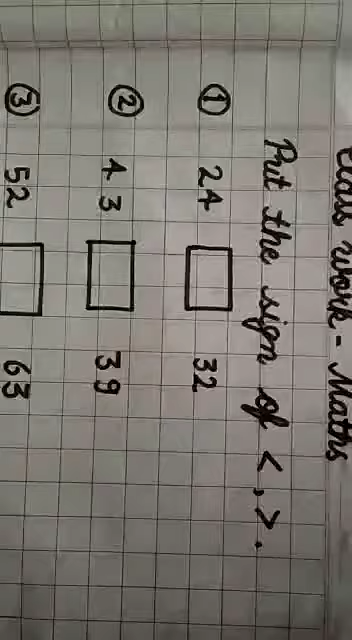 Class Work - Maths
Put the sign of <, >.
① 24 □ 32
② 43 □ 39
③ 52 □ 63